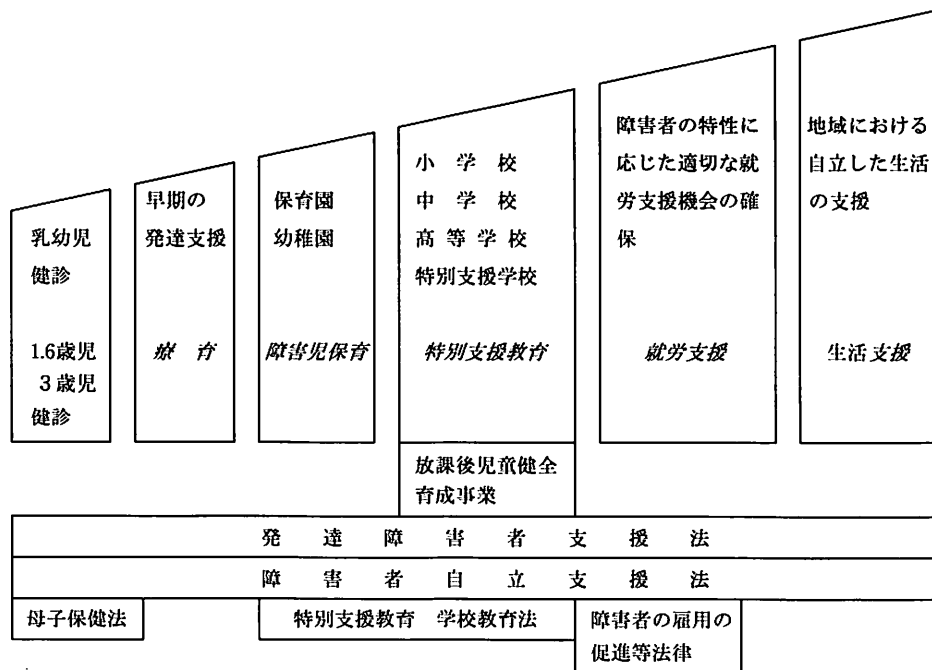 乳幼児
健診
1.6歳児
3歳児
健診
早期の
発達支援
療　育
保育園
幼稚園
障害児保育
小　学　校
中　学　校
高 等 学 校
特別支援学校
特別支援教育
障害者の特性に
応じた適切な就
労支援機会の確
保
就労支援
地域における
自立した生活
の支援
生活支援
放課後児童健全
育成事業
発　達　障　害　者　支　援　法
障　害　者　自　立　支　援　法
母子保健法
特別支援教育　学校教育法
障害者の雇用の
促進等法律